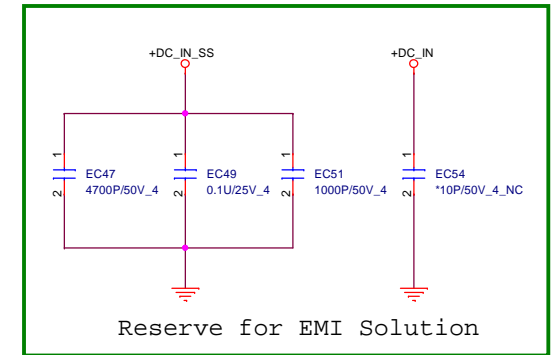 +DC_IN_SS
+DC_IN
1
2
EC47
4700P/50V_4
1
2
EC49
0.1U/25V_4
1
2
EC51
1000P/50V_4
1
2
EC54
*10P/50V_4_NC
Reserve for EMI Solution